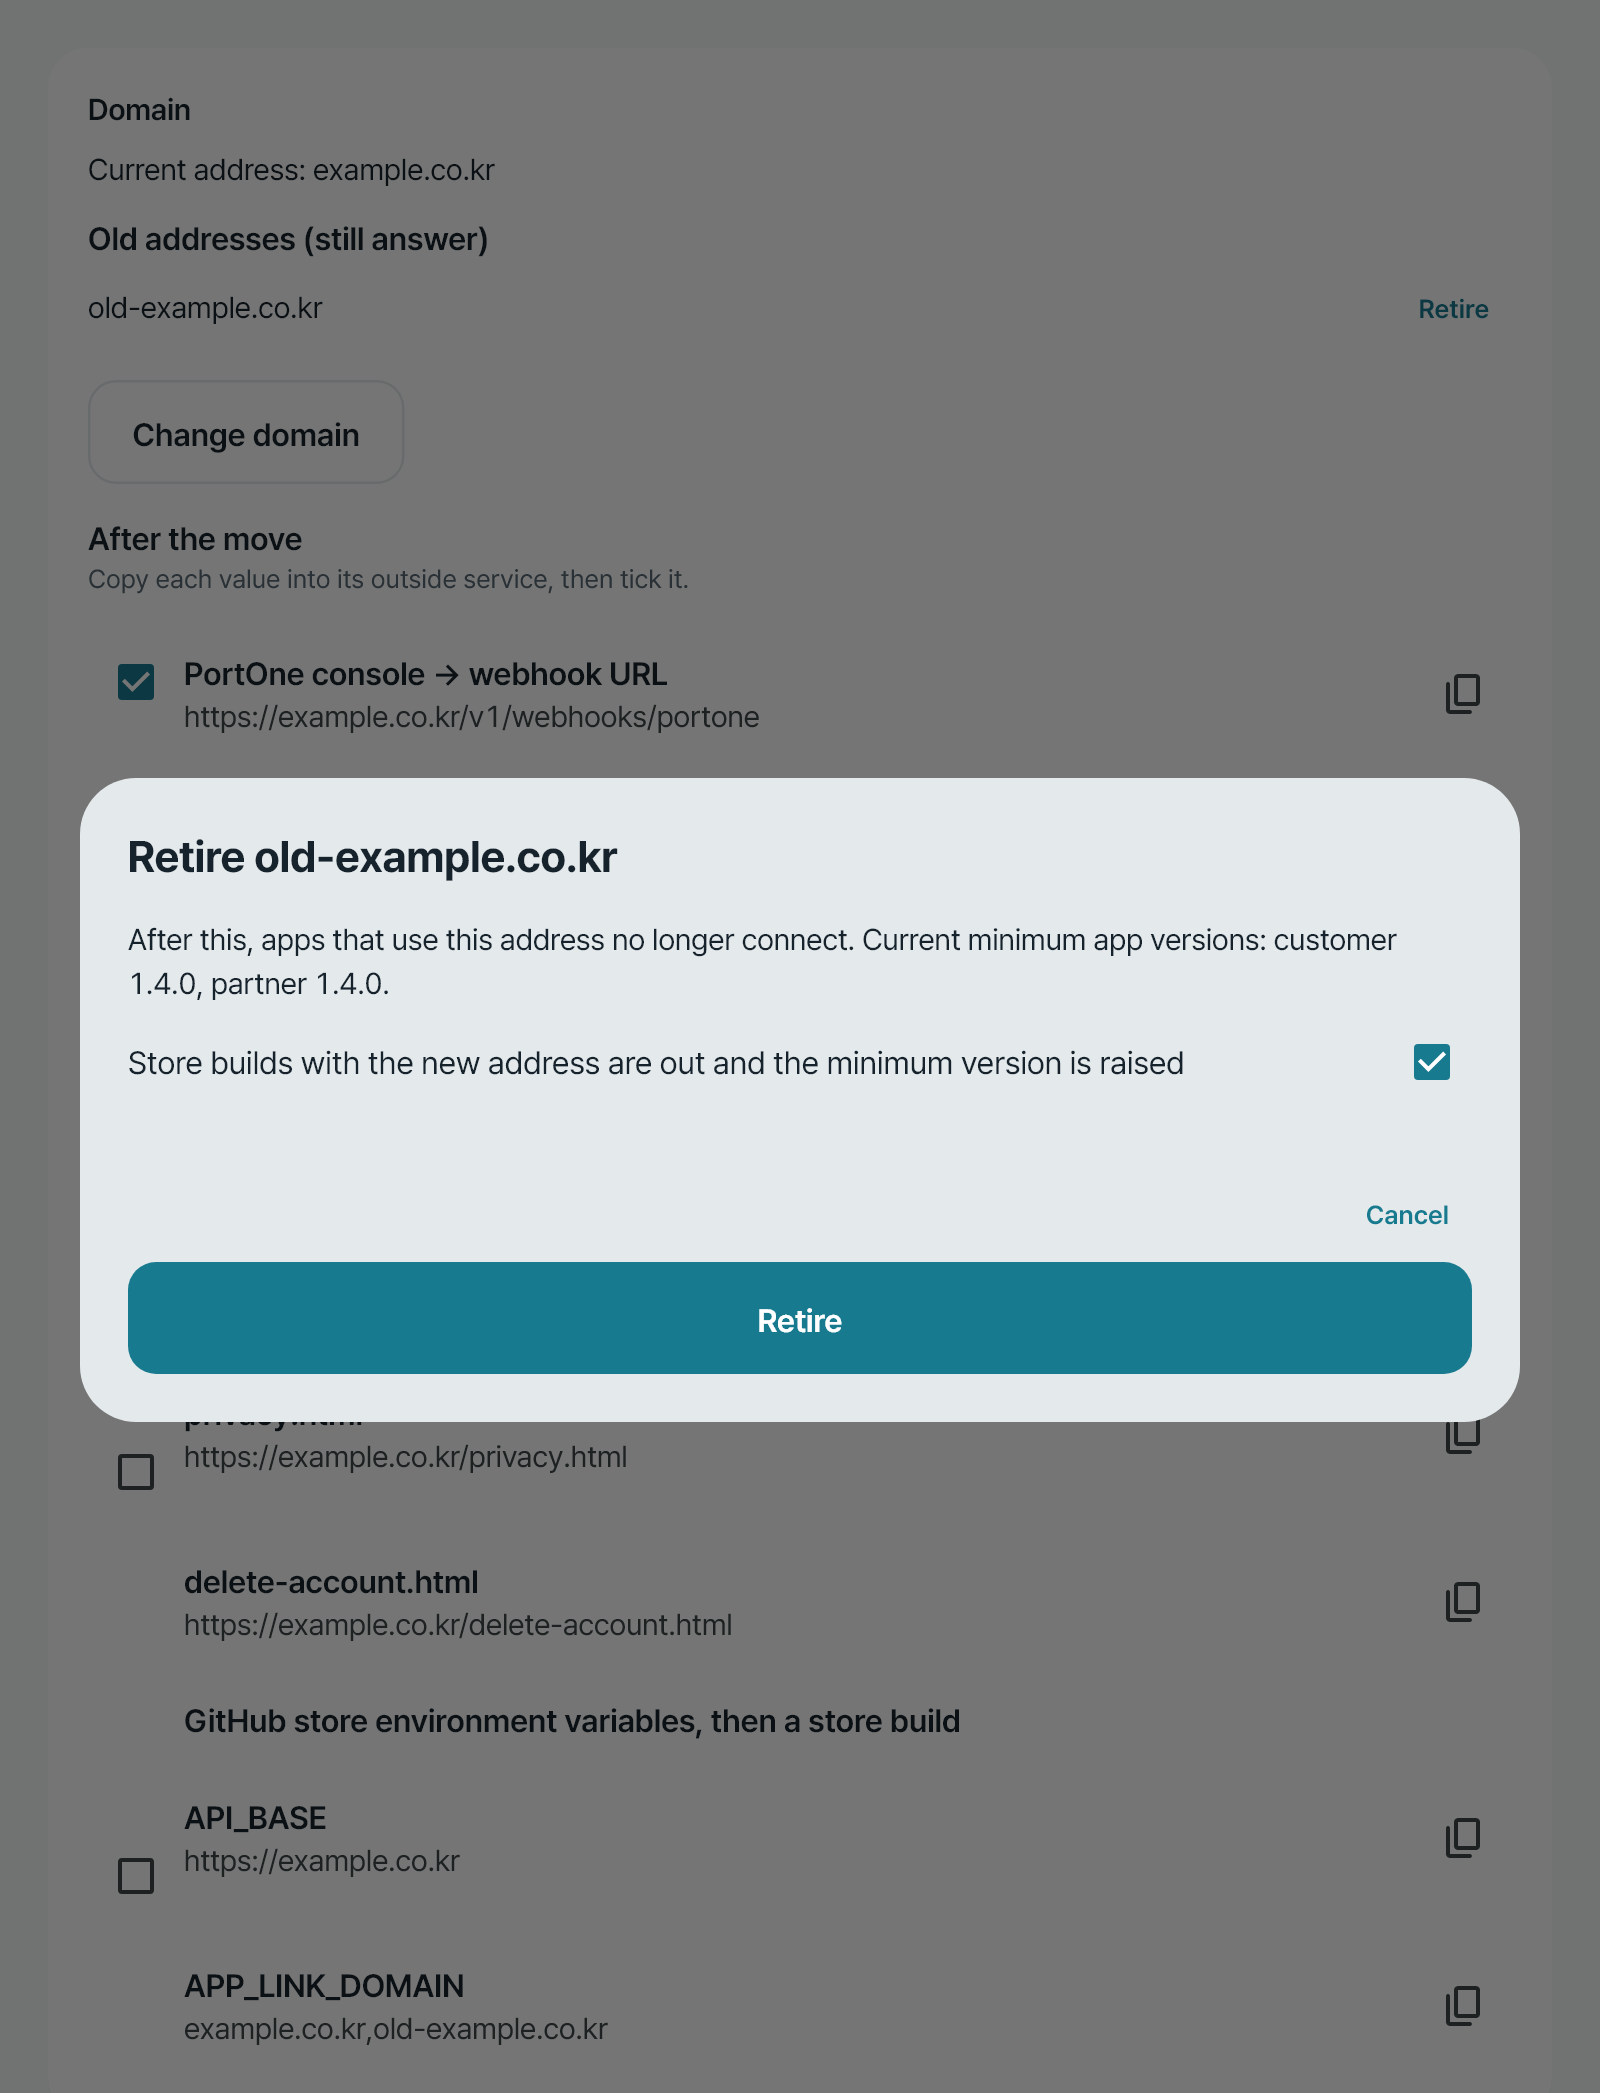 Domain
Current address: example.co.kr
Old addresses (still answer)
old-example.co.kr
Retire
Change domain
After the move
Copy each value into its outside service, then tick it.
PortOne console → webhook URL
https://example.co.kr/v1/webhooks/portone
Retire old-example.co.kr
After this, apps that use this address no longer connect. Current minimum app versions: customer
1.4.0, partner 1.4.0.
Store builds with the new address are out and the minimum version is raised
Cancel
Retire
privacy.html
https://example.co.kr/privacy.html
delete-account.html
https://example.co.kr/delete-account.html
GitHub store environment variables, then a store build
API_BASE
https://example.co.kr
APP_LINK_DOMAIN
example.co.kr,old-example.co.kr